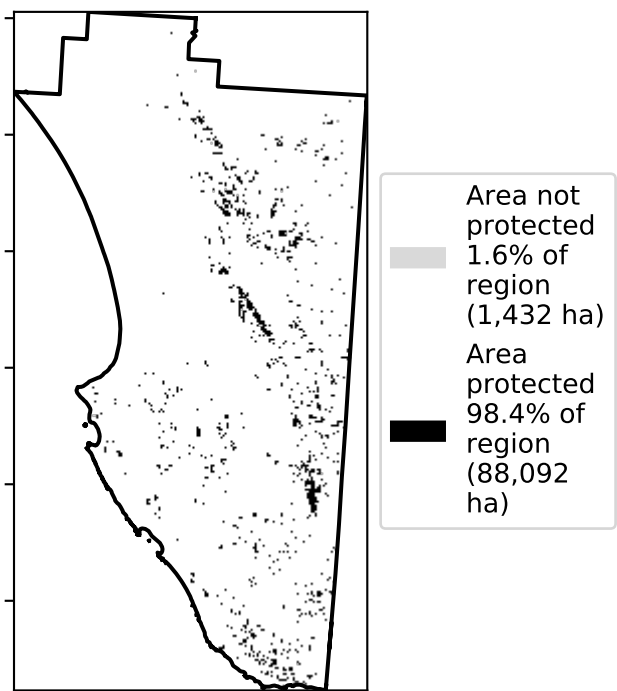 Area not
protected
1.6% of
region
(1,432 ha)
Area
protected
98.4% of
region
(88,092
ha)